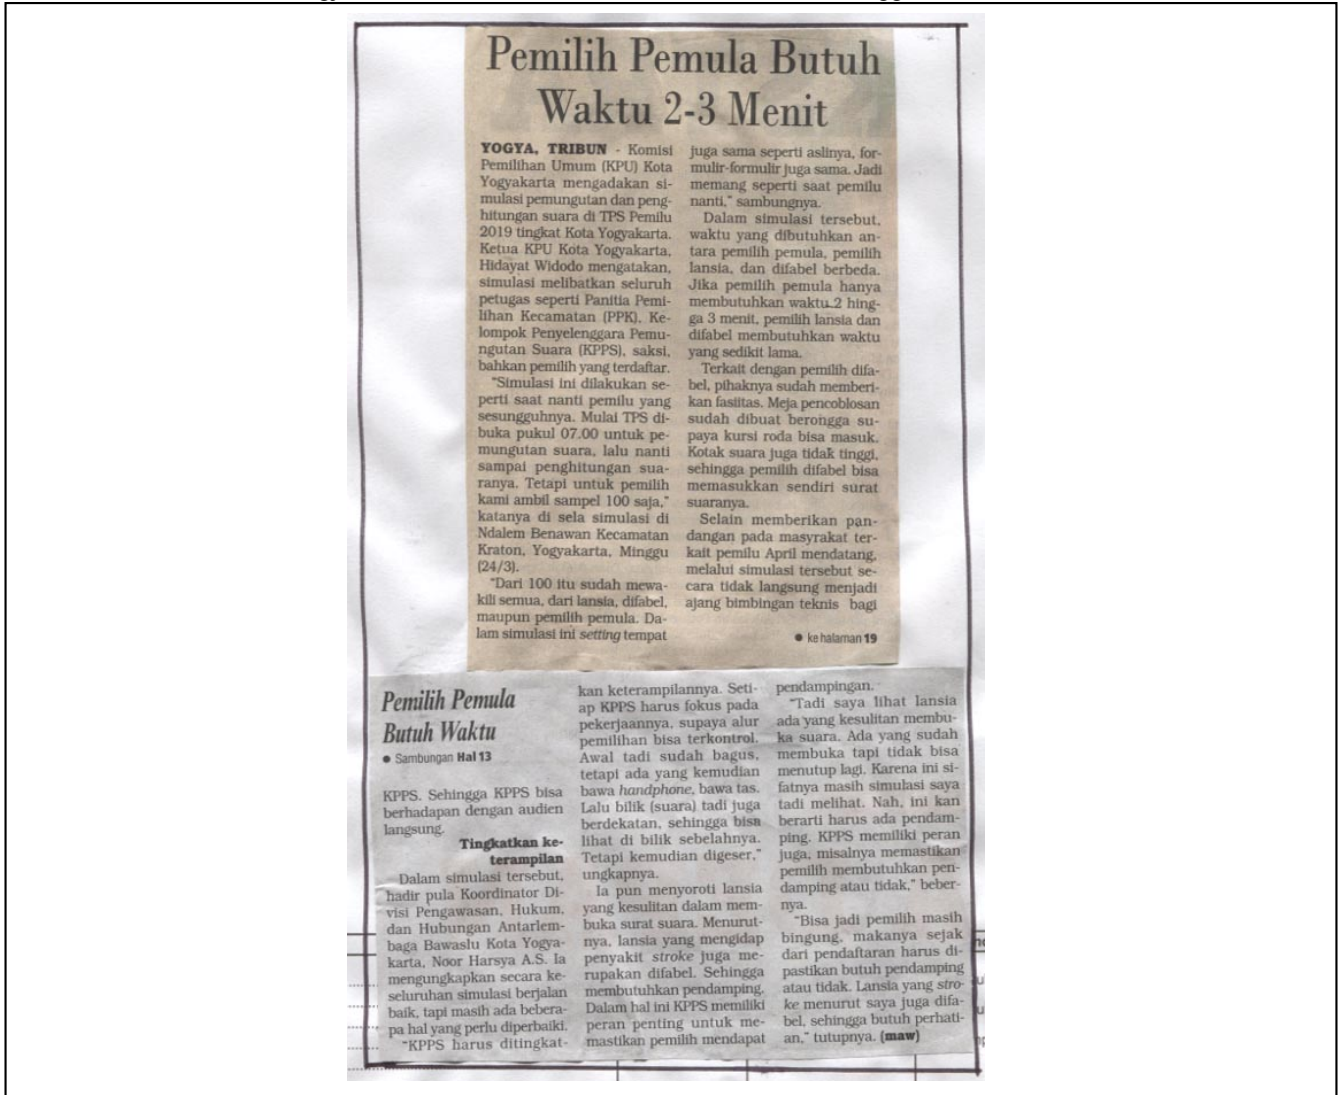 Pemilih Pemula Butuh
Waktu 2-3 Menit
YOGYA, TRIBUN - Komisi
Pemilihan Umum (KPU) Kota
Yogyakarta mengadakan si-
mulasi pemungutan dan peng-
hitungan suara di TPS Pemilu
2019 tingkat Kota Yogyakarta.
Ketua KPU Kota Yogyakarta,
Hidayat Widodo mengatakan,
simulasi melibatkan seluruh
petugas seperti Panitia Pemi-
lihan Kecamatan (PPK), Ke-
lompok Penyelenggara Pemu-
ngutan Suara (KPPS), saksi,
bahkan pemilih yang terdaftar.
"Simulasi ini dilakukan se-
perti saat nanti pemilu yang
sesungguhnya. Mulai TPS di-
buka pukul 07.00 untuk pe-
mungutan suara, lalu nanti
sampai penghitungan sua-
ranya. Tetapi untuk pemilih
kami ambil sampel 100 saja,"
katanya di sela simulasi di
Ndalem Benawan Kecamatan
Kraton, Yogyakarta, Minggu
(24/3).
"Dari 100 itu sudah mewa-
kili semua, dari lansia, difabel,
maupun pemilih pemula. Da-
lam simulasi ini setting tempat
juga sama seperti aslinya, for-
mulir-formulir juga sama. Jadi
memang seperti saat pemilu
nanti," sambungnya.
Dalam simulasi tersebut,
waktu yang dibutuhkan an-
tara pemilih pemula, pemilih
lansia, dan difabel berbeda.
Jika pemilih pemula hanya
membutuhkan waktu 2 hing-
ga 3 menit, pemilih lansia dan
difabel membutuhkan waktu
yang sedikit lama.
Terkait dengan pemilih difa-
bel, pihaknya sudah memberi-
kan fasiitas. Meja pencoblosan
sudah dibuat berongga su-
paya kursi roda bisa masuk.
Kotak suara juga tidak tinggi,
sehingga pemilih difabel bisa
memasukkan sendiri surat
suaranya.
Selain memberikan pan-
dangan pada masyrakat ter-
kait pemilu April mendatang,
melalui simulasi tersebut se-
cara tidak langsung menjadi
ajang bimbingan teknis bagi
● ke halaman 19
Pemilih Pemula
Butuh Waktu
● Sambungan Hal 13
KPPS. Sehingga KPPS bisa
berhadapan dengan audien
langsung.
Tingkatkan ke-
terampilan
Dalam simulasi tersebut,
hadir pula Koordinator Di-
visi Pengawasan, Hukum,
dan Hubungan Antarlem-
baga Bawaslu Kota Yogya-
karta, Noor Harsya A.S. Ia
mengungkapkan secara ke-
seluruhan simulasi berjalan
baik, tapi masih ada bebera-
pa hal yang perlu diperbaiki.
"KPPS harus ditingkat-
kan keterampilannya. Seti-
ap KPPS harus fokus pada
pekerjaannya, supaya alur
pemilihan bisa terkontrol.
Awal tadi sudah bagus,
tetapi ada yang kemudian
bawa handphone, bawa tas.
Lalu bilik (suara) tadi juga
berdekatan, sehingga bisa
lihat di bilik sebelahnya.
Tetapi kemudian digeser,"
ungkapnya.
Ia pun menyoroti lansia
yang kesulitan dalam mem-
buka surat suara. Menurut-
nya, lansia yang mengidap
penyakit stroke juga me-
rupakan difabel. Sehingga
membutuhkan pendamping.
Dalam hal ini KPPS memiliki
peran penting untuk me-
mastikan pemilih mendapat
pendampingan.
"Tadi saya lihat lansia
ada yang kesulitan membu-
ka suara. Ada yang sudah
membuka tapi tidak bisa
menutup lagi. Karena ini si-
fatnya masih simulasi saya
tadi melihat. Nah, ini kan
berarti harus ada pendam-
ping. KPPS memiliki peran
juga, misalnya memastikan
pemilih membutuhkan pen-
damping atau tidak," beber-
nya.
"Bisa jadi pemilih masih
bingung, makanya sejak
dari pendaftaran harus di-
pastikan butuh pendamping
atau tidak. Lansia yang stro-
ke menurut saya juga difa-
bel, sehingga butuh perhati-
an," tutupnya. (maw)